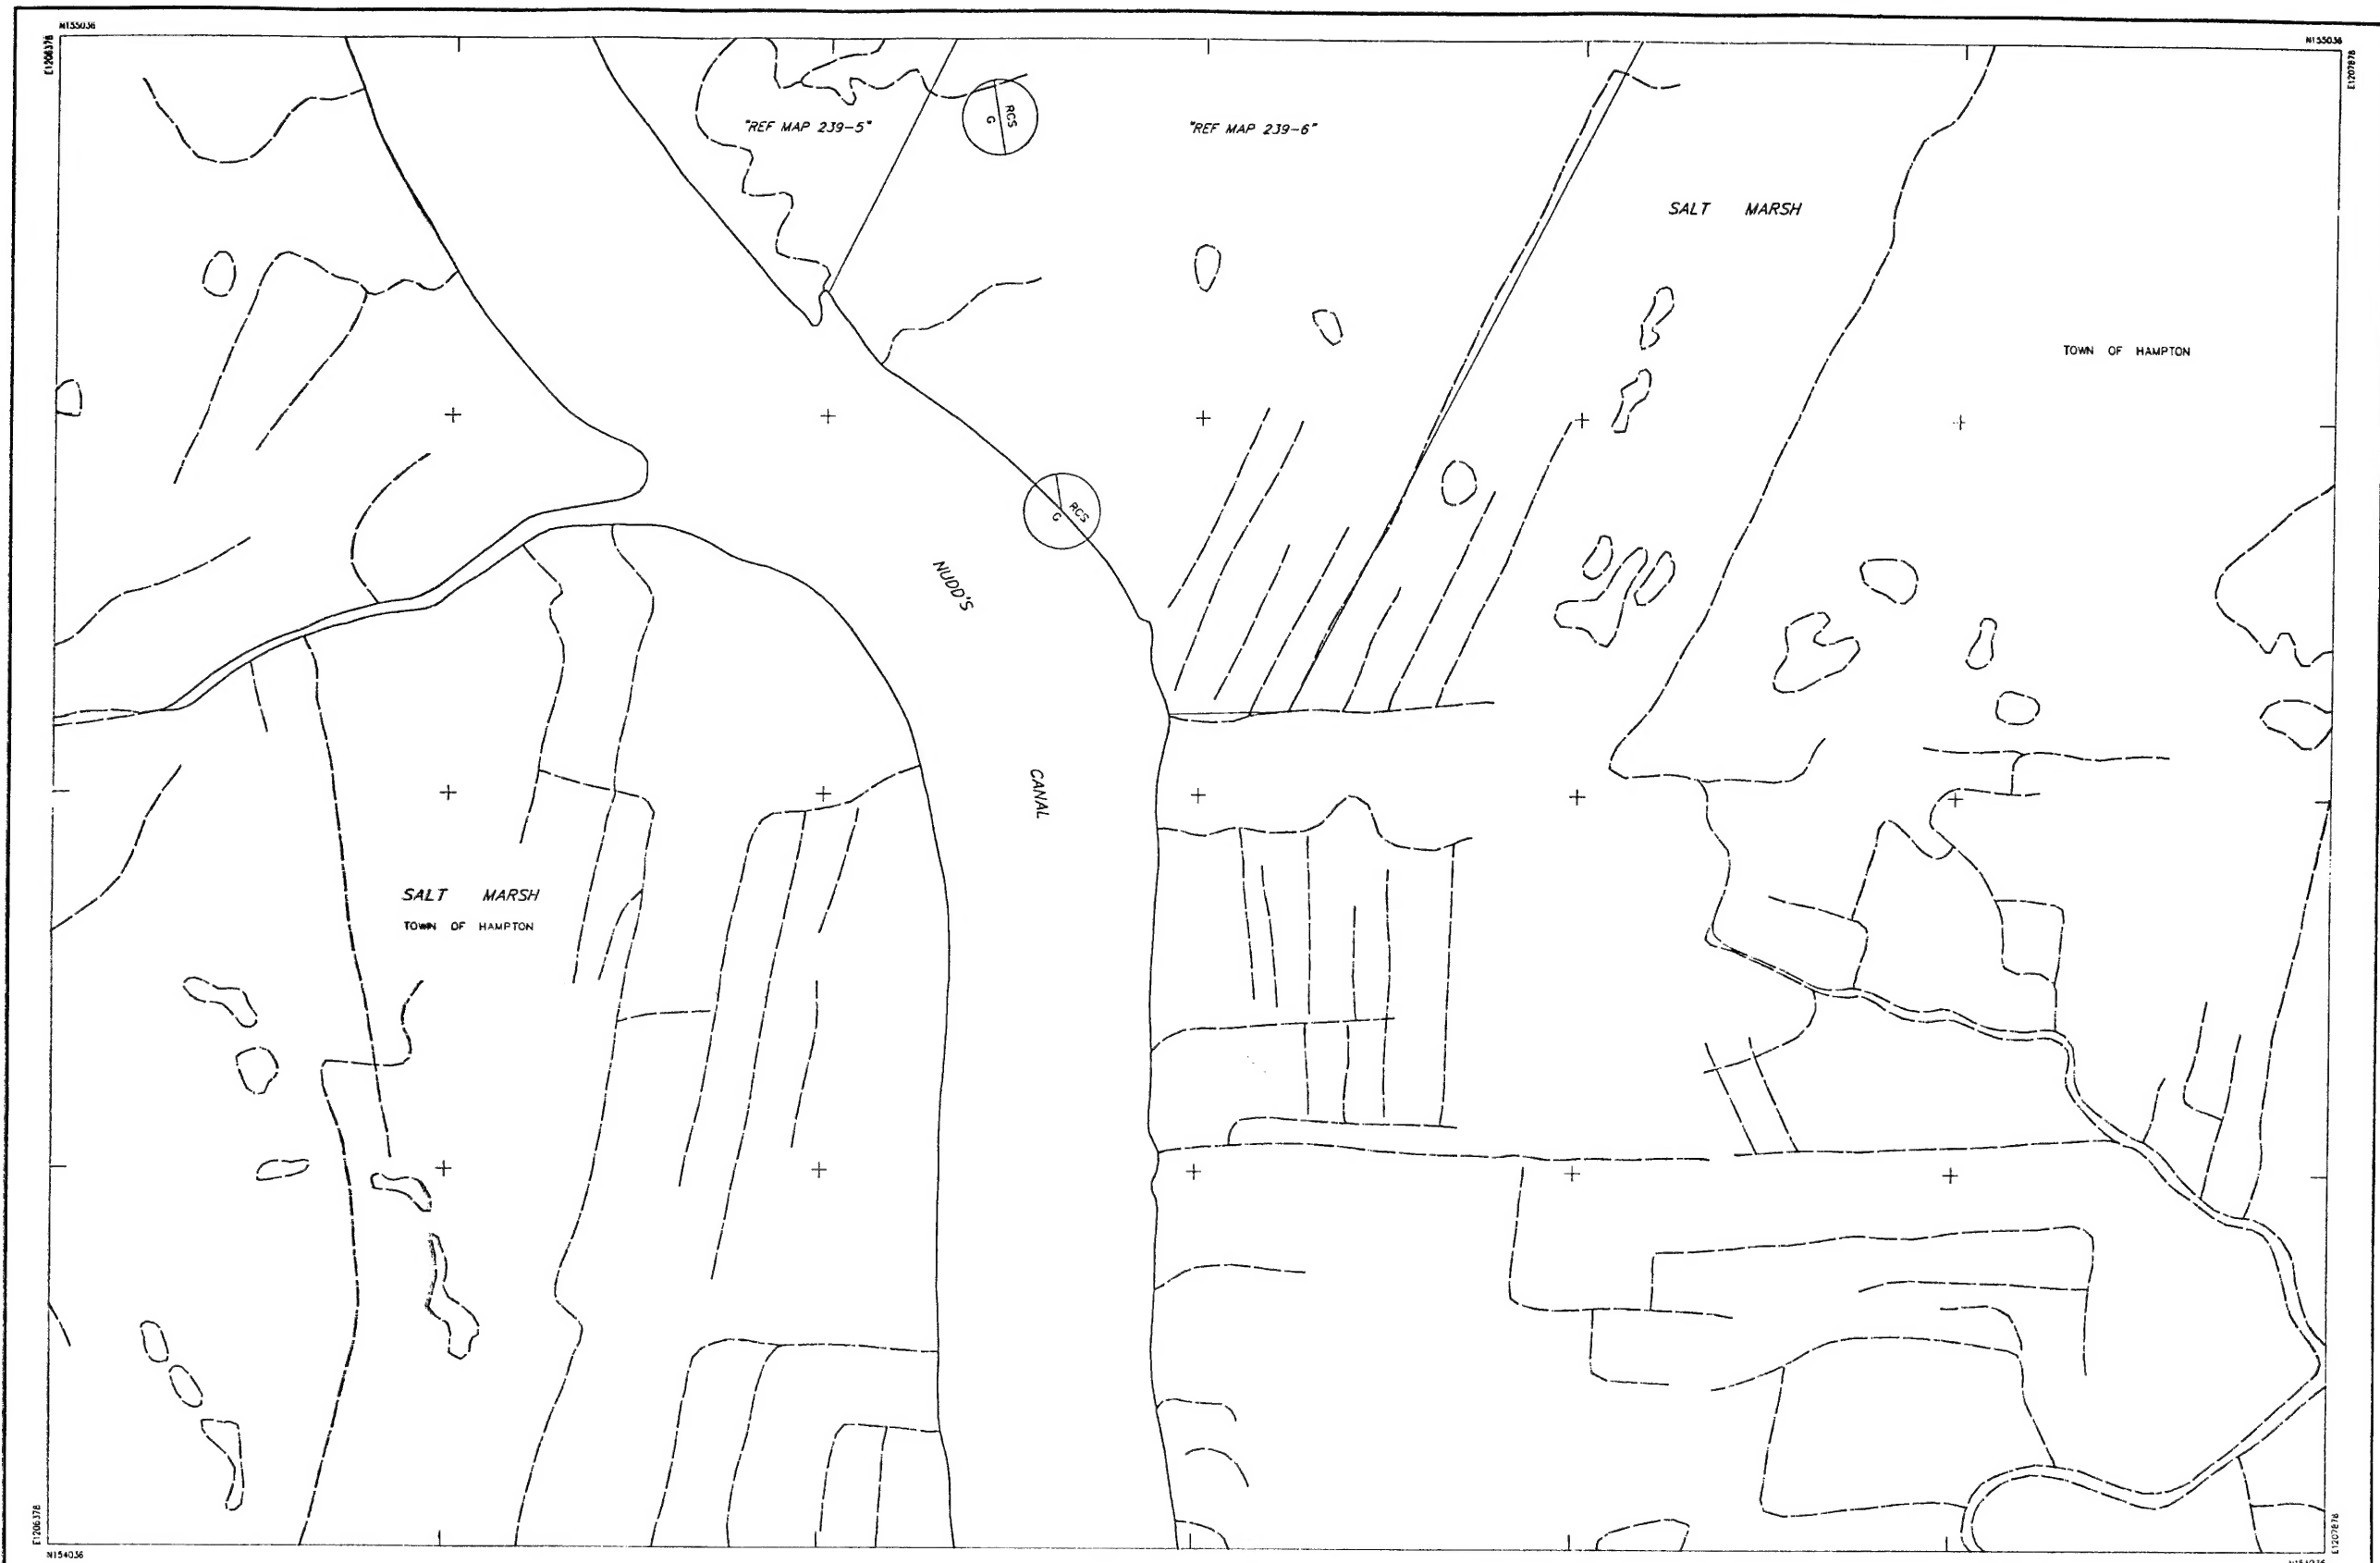 N155036
N155036
E1206378
E1207878
"REF MAP 239-5"
RCS
G
"REF MAP 239-6"
SALT MARSH
TOWN OF HAMPTON
RCS
G
NUDD'S
CANAL
SALT MARSH
TOWN OF HAMPTON
E1206378
E1207878
N154036
N154036